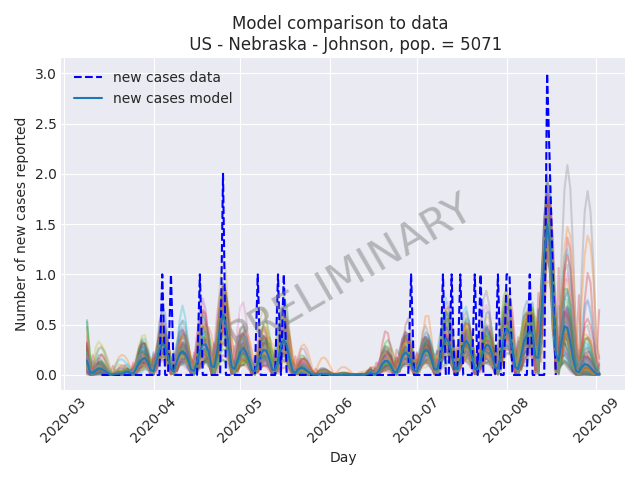 Model comparison to data
US - Nebraska - Johnson, pop. = 5071
new cases data
new cases model
PRELIMINARY
Number of new cases reported
3.0
2.5
2.0
1.5
1.0
0.5
0.0
2020-03
2020-04
2020-05
2020-06
2020-07
2020-08
2020-09
Day